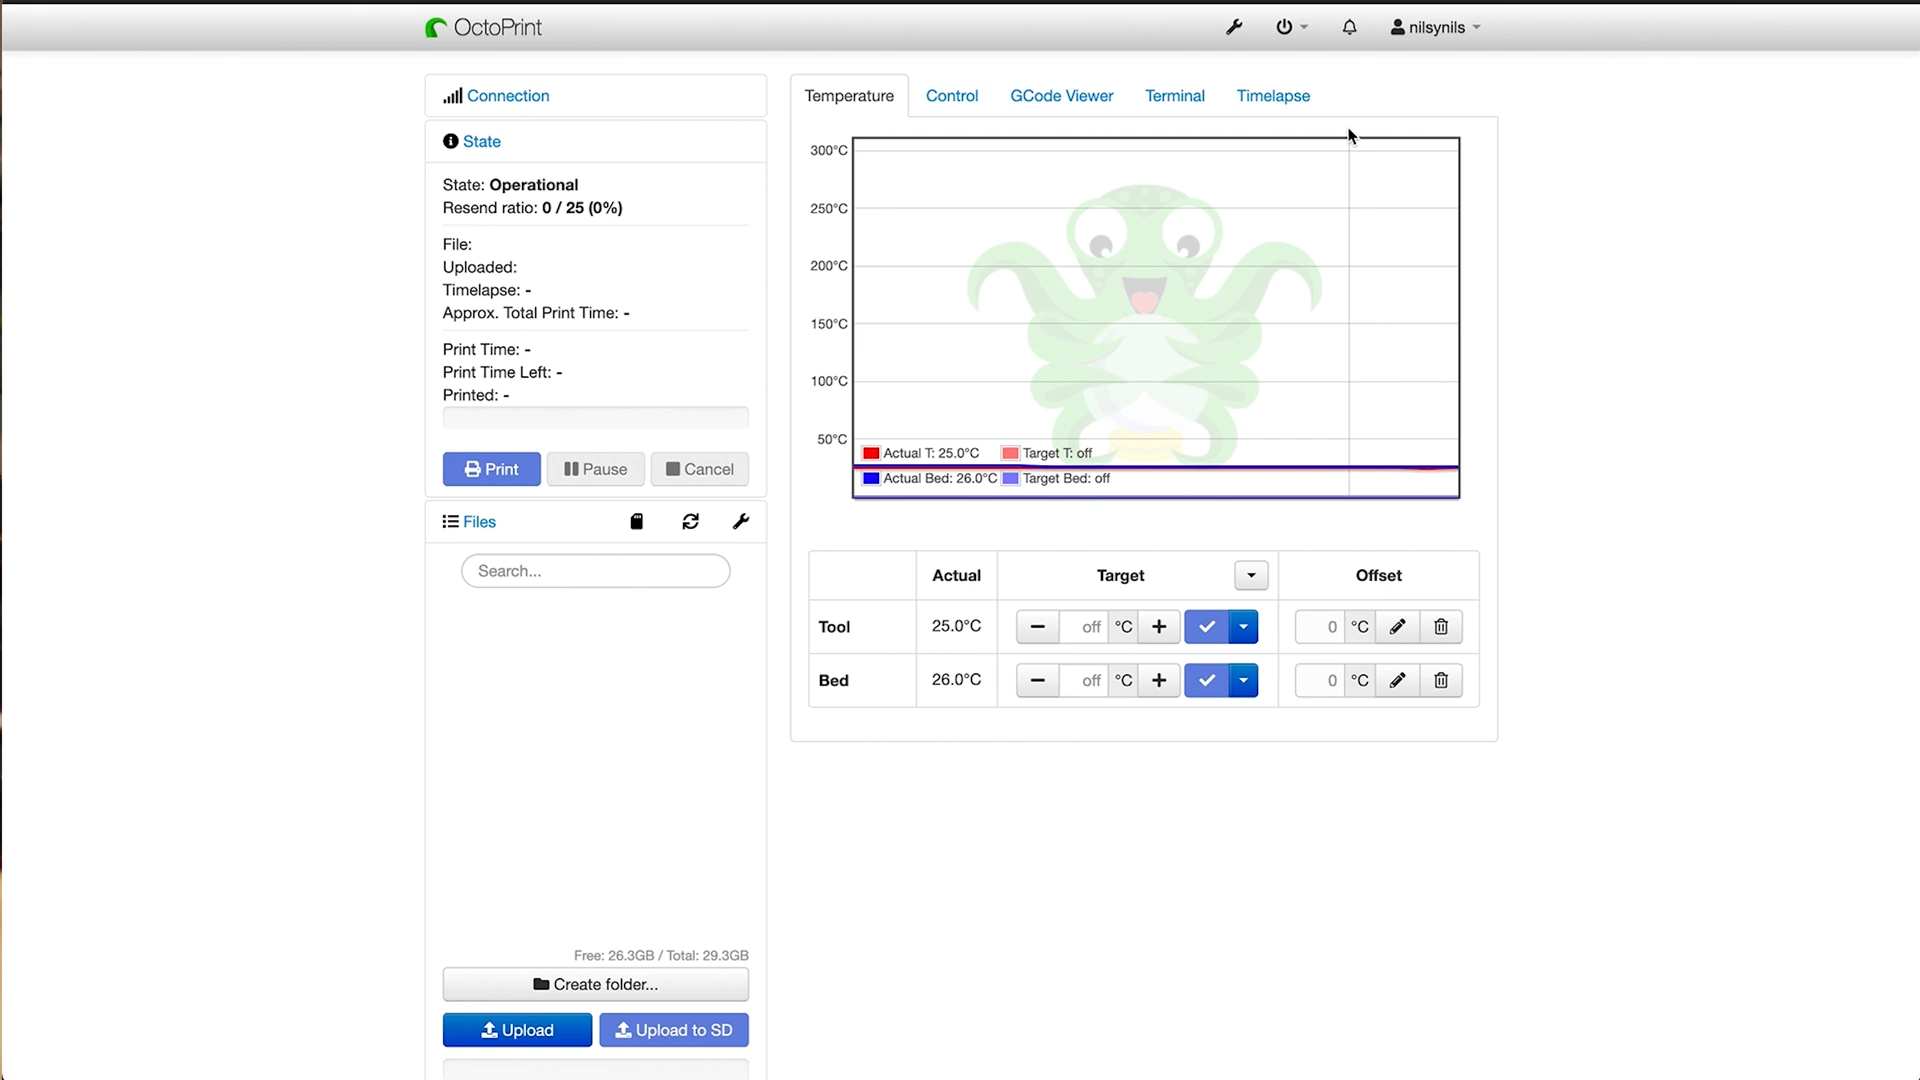 OctoPrint
nilsynils
Connection
State
State: Operational
Resend ratio: 0 / 25 (0%)
File:
Uploaded:
Timelapse: -
Approx. Total Print Time: -
Print Time: -
Print Time Left: -
Printed: -
Print Pause Cancel
Files
Search...
Free: 26.3GB / Total: 29.3GB
Create folder...
Upload Upload to SD
Temperature Control GCode Viewer Terminal Timelapse
300°C
250°C
200°C
150°C
100°C
50°C
Actual T: 25.0°C Target T: off
Actual Bed: 26.0°C Target Bed: off
Actual Target Offset
Tool 25.0°C off °C 0 °C
Bed 26.0°C off °C 0 °C